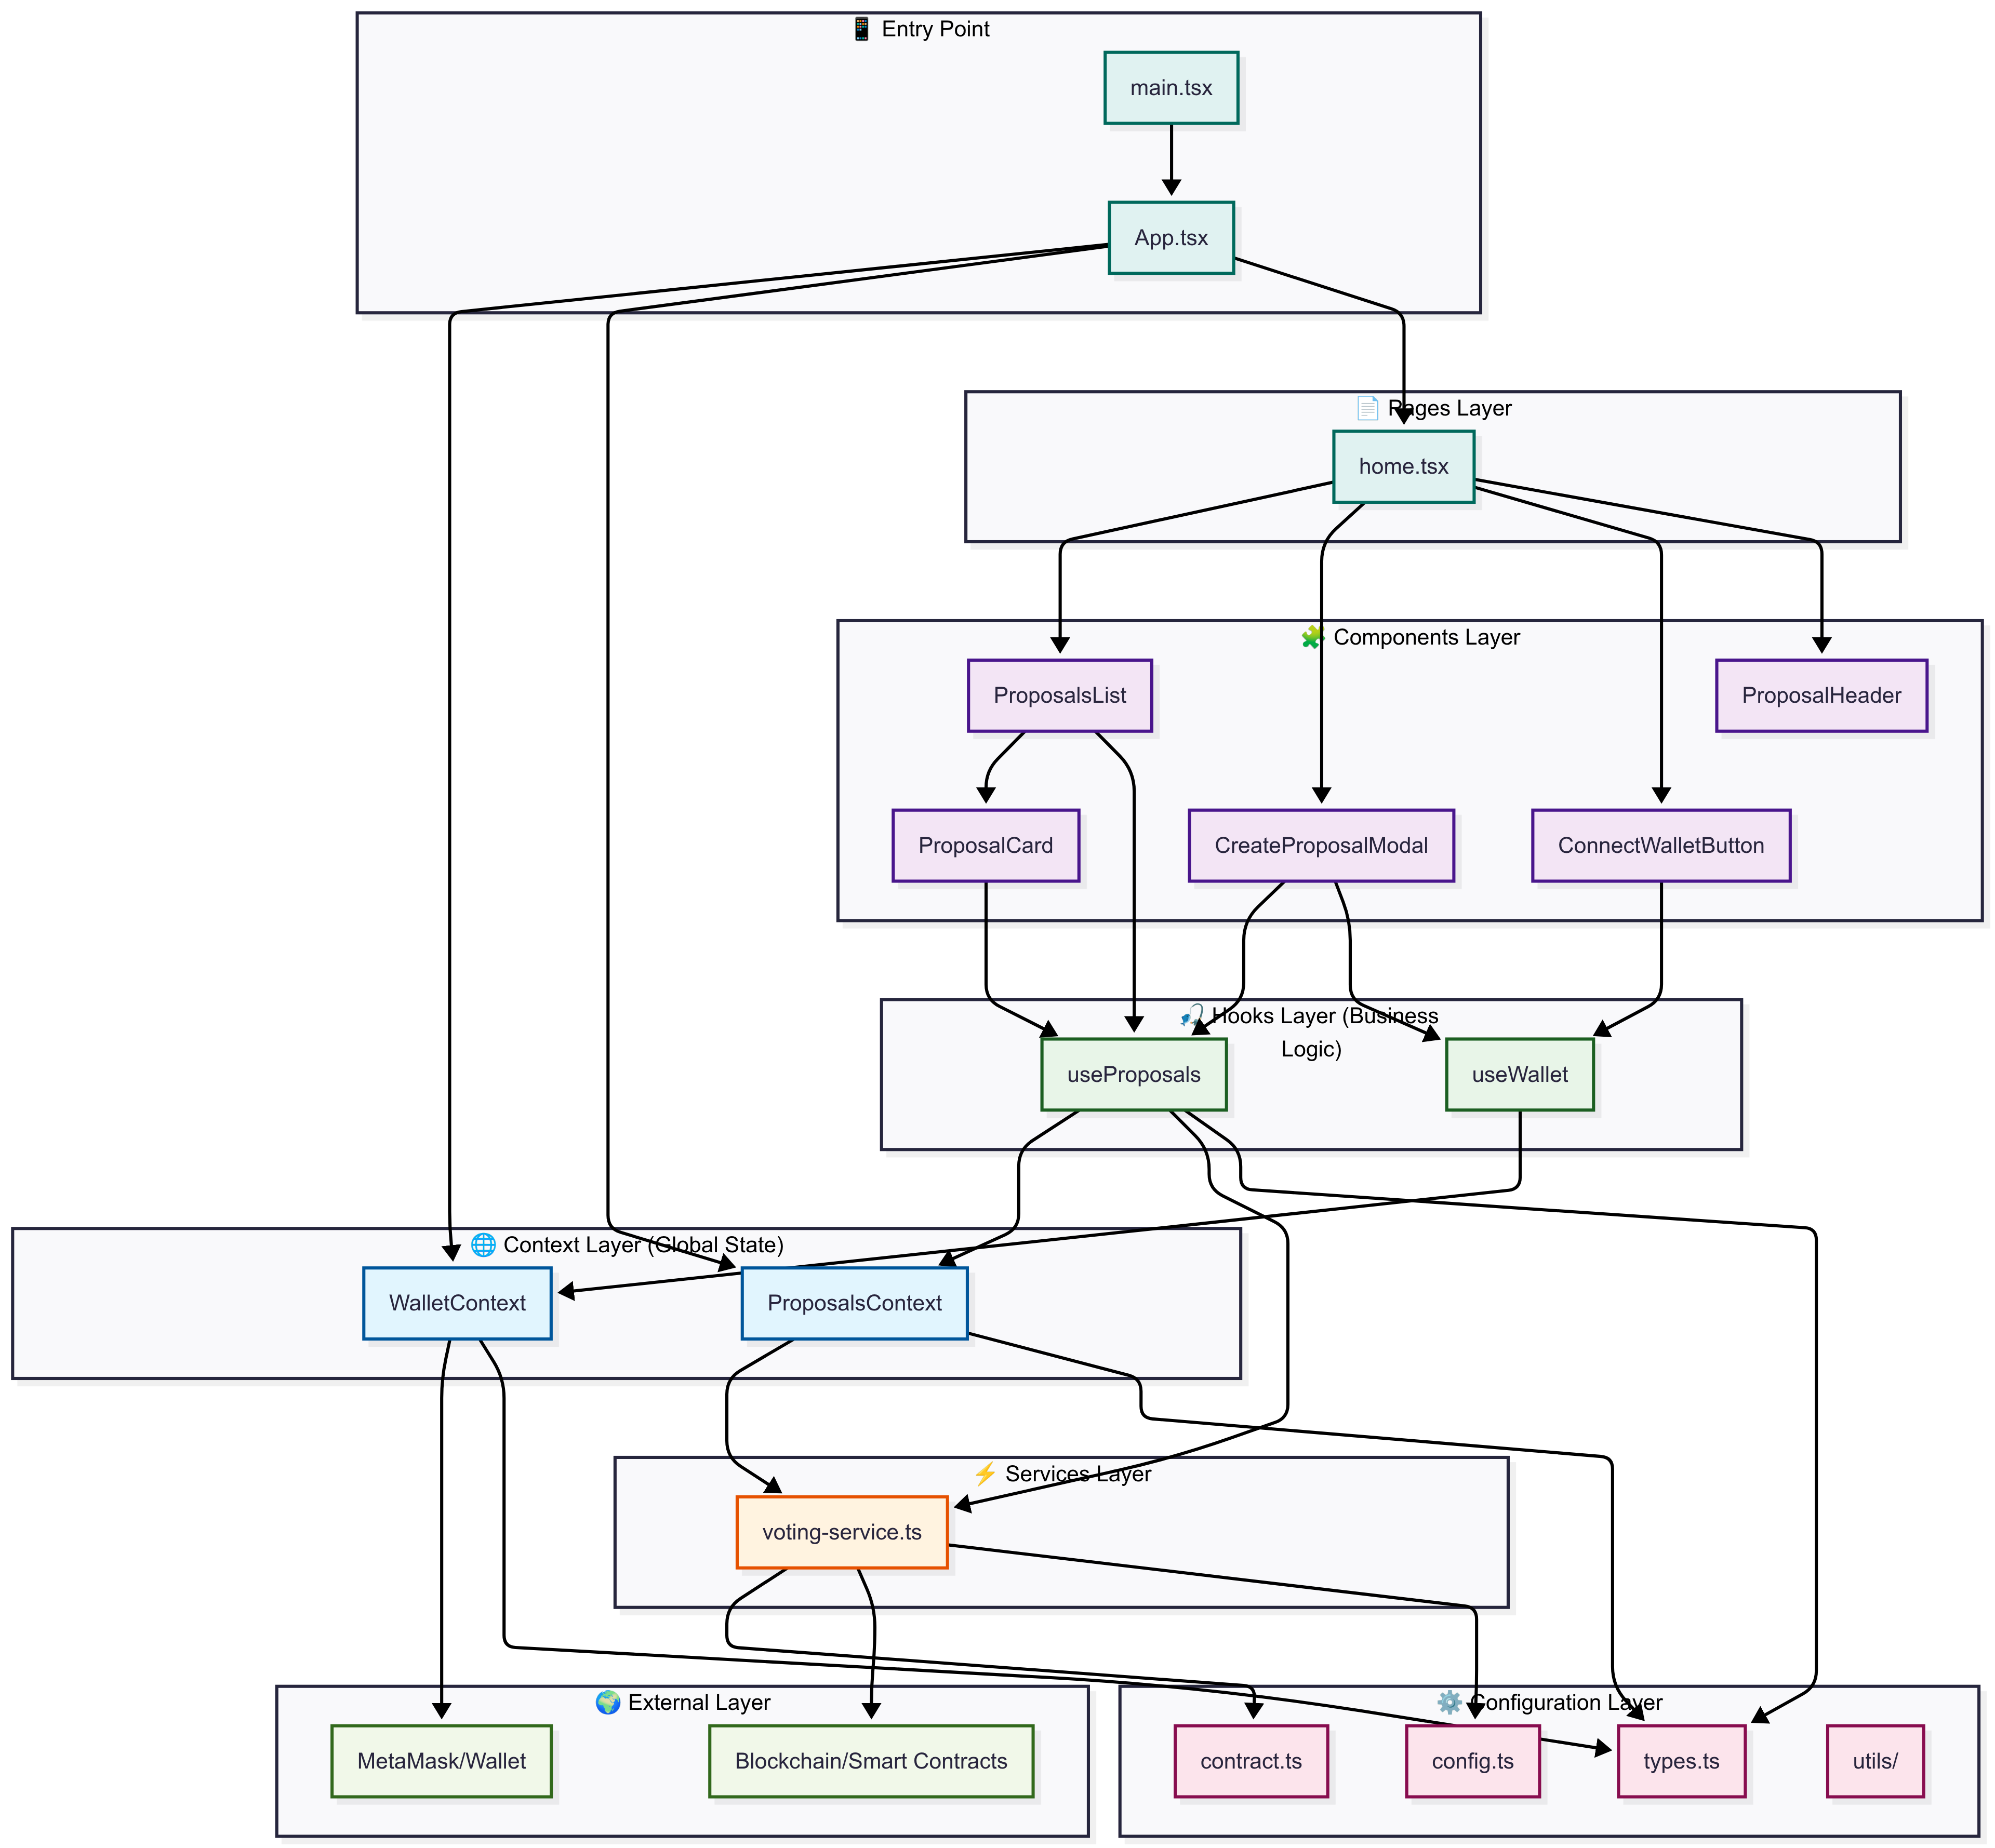 📱 Entry Point
main.tsx
App.tsx
📄 Pages Layer
home.tsx
🧩 Components Layer
ProposalsList
ProposalHeader
ProposalCard
CreateProposalModal
ConnectWalletButton
🎣 Hooks Layer (Business
Logic)
useProposals
useWallet
🌐 Context Layer (Global State)
WalletContext
ProposalsContext
⚡ Services Layer
voting-service.ts
🌍 External Layer
MetaMask/Wallet
Blockchain/Smart Contracts
⚙️ Configuration Layer
contract.ts
config.ts
types.ts
utils/